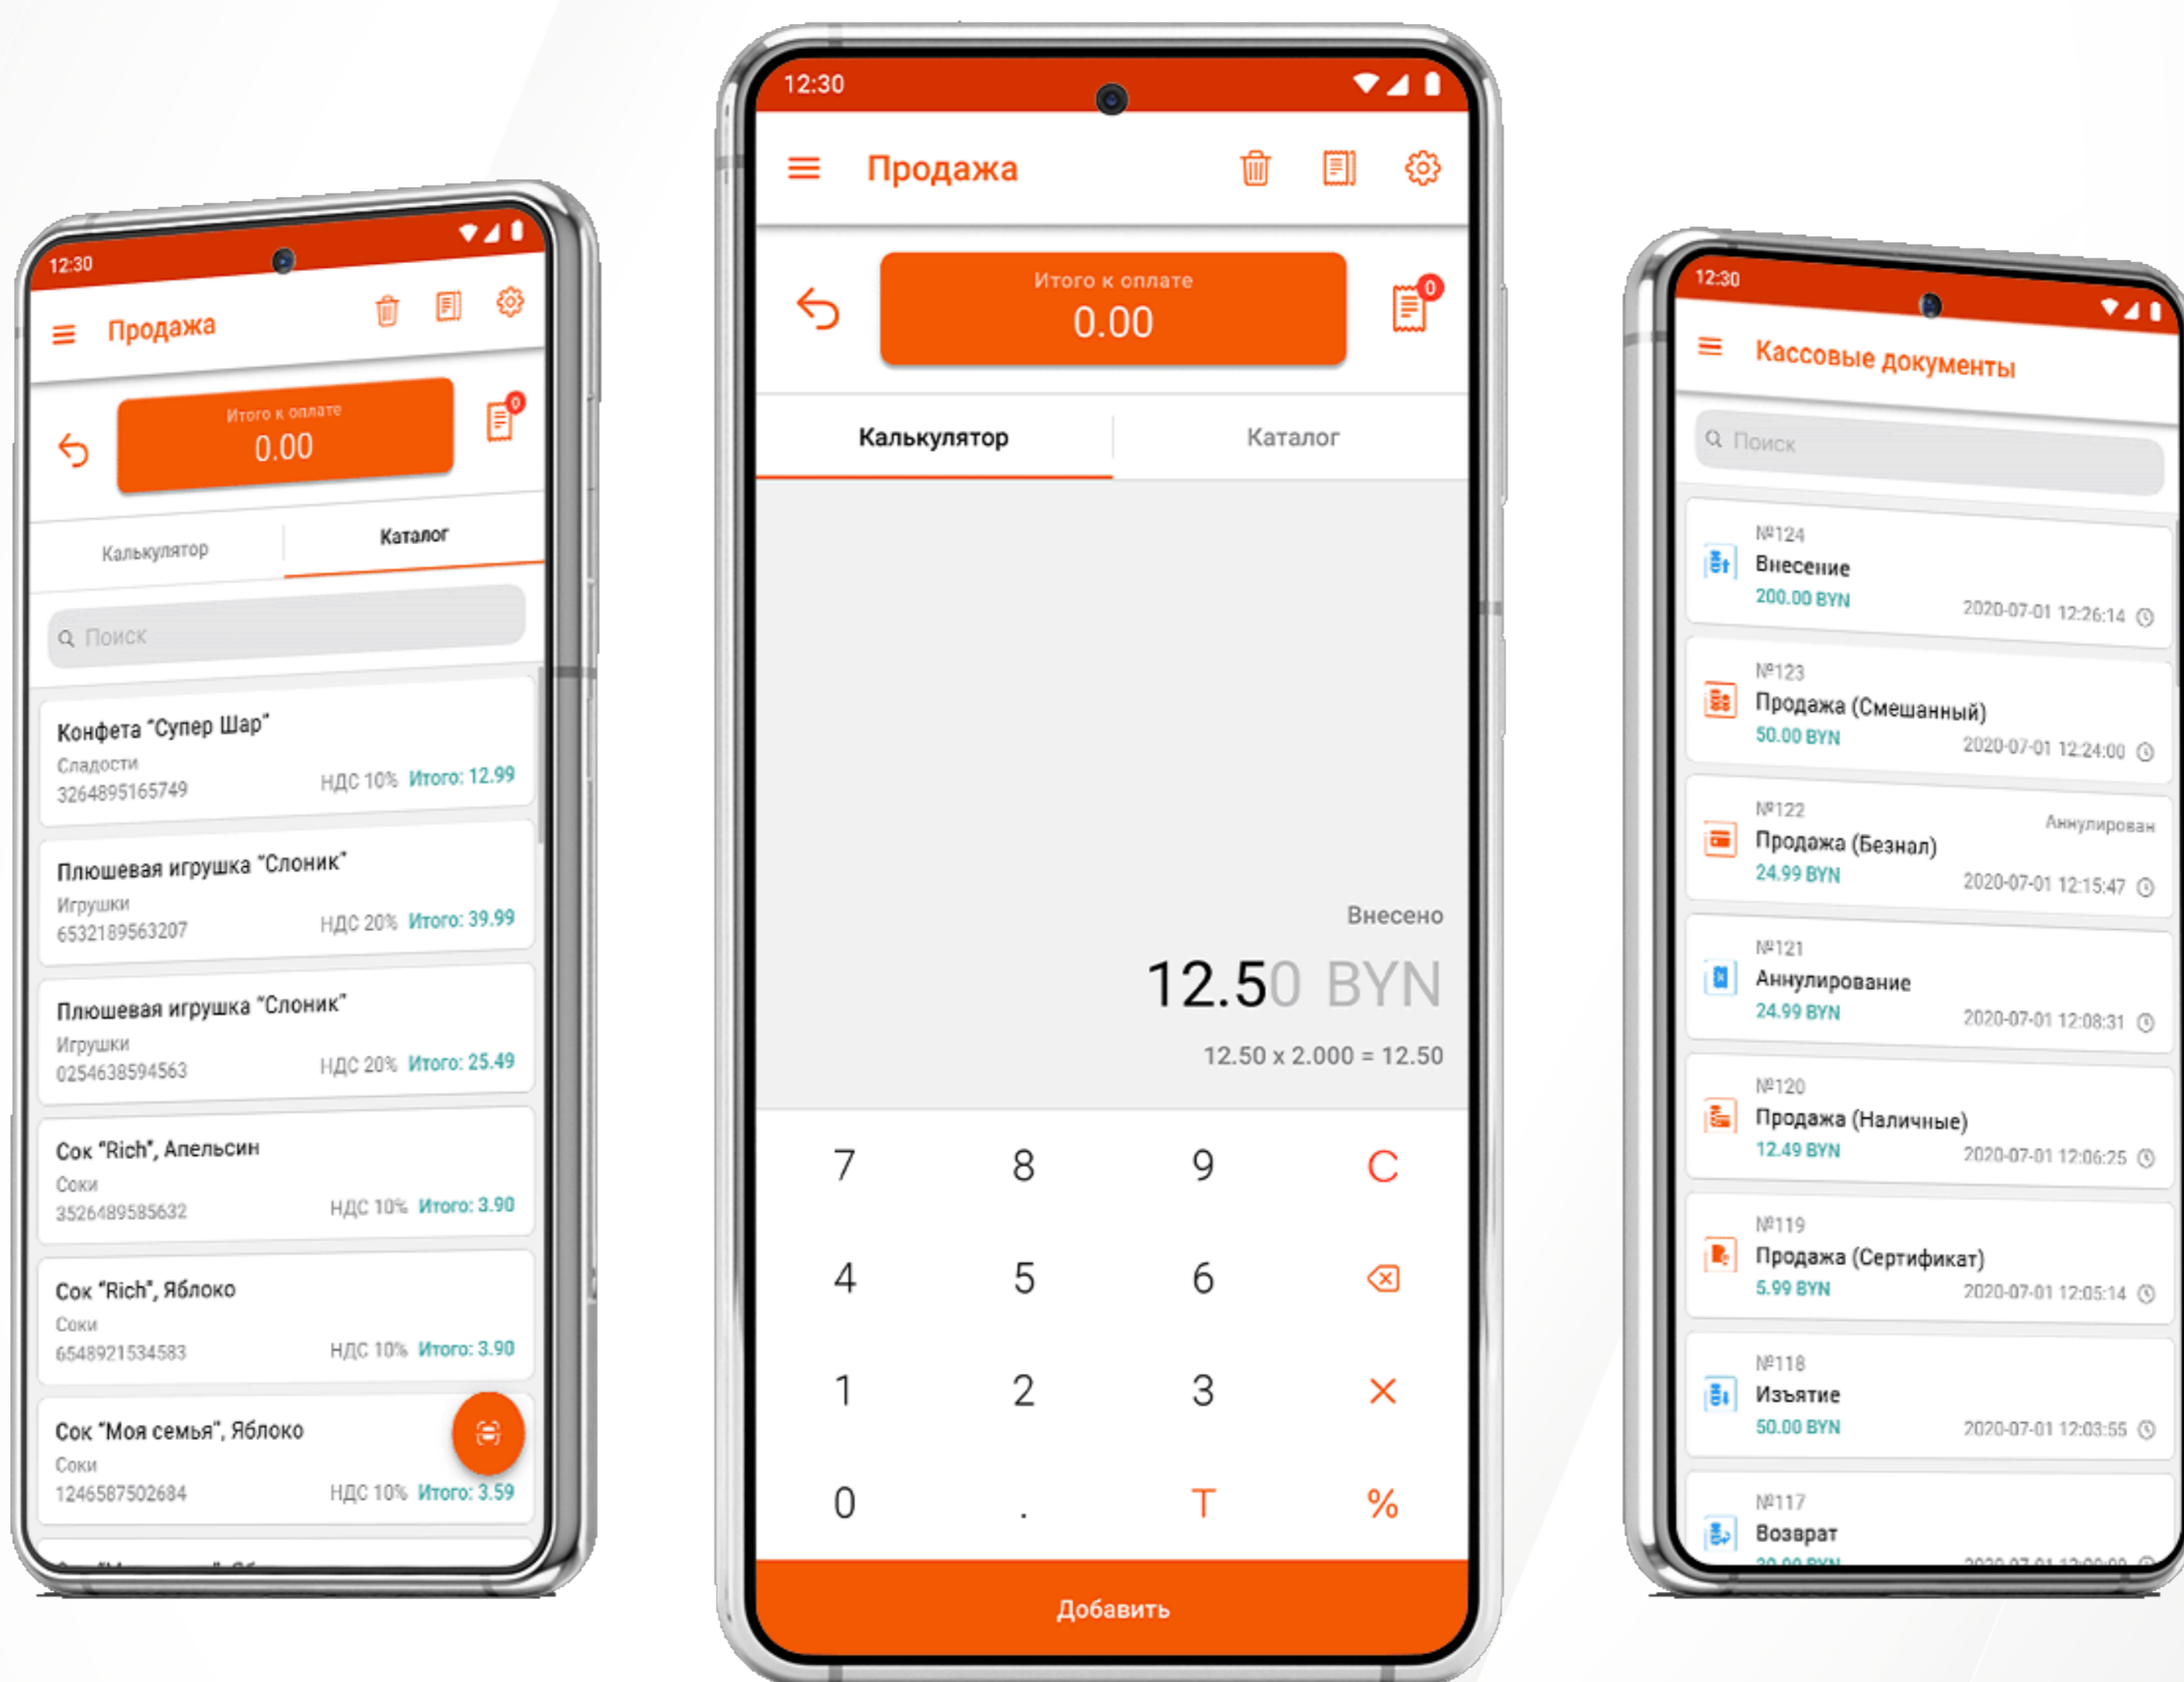 12:30
Продажа
Итого к оплате
0.00
0
Калькулятор
Каталог
Поиск
Конфета “Супер Шар”
Сладости
3264895165749
НДС 10% Итого: 12.99
Плюшевая игрушка “Слоник”
Игрушки
6532189563207
НДС 20% Итого: 39.99
Плюшевая игрушка “Слоник”
Игрушки
0254638594563
НДС 20% Итого: 25.49
Сок “Rich”, Апельсин
Соки
3526489585632
НДС 10% Итого: 3.90
Сок “Rich”, Яблоко
Соки
6548921534583
НДС 10% Итого: 3.90
Сок “Моя семья”, Яблоко
Соки
1246587502684
НДС 10% Итого: 3.59
12:30
Продажа
Итого к оплате
0.00
0
Калькулятор
Каталог
Внесено
12.50 BYN
12.50 x 2.000 = 12.50
7 8 9 C
4 5 6
1 2 3 ×
0 . T %
Добавить
12:30
Кассовые документы
Поиск
№124
Внесение
200.00 BYN 2020-07-01 12:26:14
№123
Продажа (Смешанный)
50.00 BYN 2020-07-01 12:24:00
№122
Аннулирован
Продажа (Безнал)
24.99 BYN 2020-07-01 12:15:47
№121
Аннулирование
24.99 BYN 2020-07-01 12:08:31
№120
Продажа (Наличные)
12.49 BYN 2020-07-01 12:06:25
№119
Продажа (Сертификат)
5.99 BYN 2020-07-01 12:05:14
№118
Изъятие
50.00 BYN 2020-07-01 12:03:55
№117
Возврат